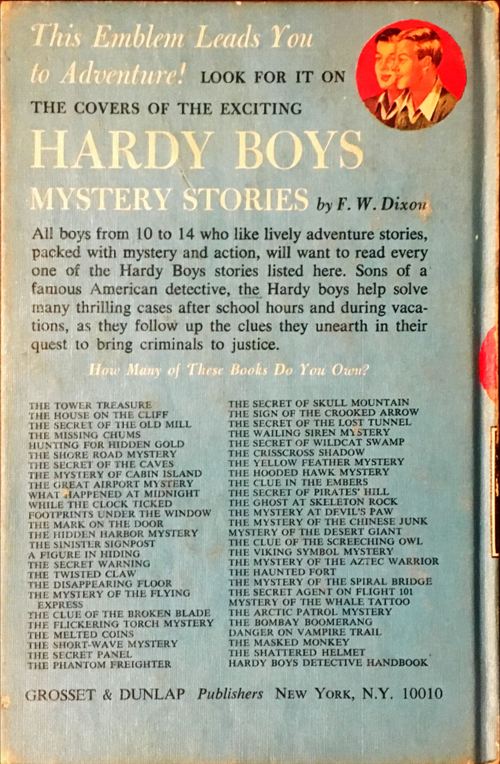 This Emblem Leads You
to Adventure! LOOK FOR IT ON
THE COVERS OF THE EXCITING
HARDY BOYS
MYSTERY STORIES by F. W. Dixon
All boys from 10 to 14 who like lively adventure stories,
packed with mystery and action, will want to read every
one of the Hardy Boys stories listed here. Sons of a
famous American detective, the Hardy boys help solve
many thrilling cases after school hours and during vaca-
tions, as they follow up the clues they unearth in their
quest to bring criminals to justice.
How Many of These Books Do You Own?
THE TOWER TREASURE
THE HOUSE ON THE CLIFF
THE SECRET OF THE OLD MILL
THE MISSING CHUMS
HUNTING FOR HIDDEN GOLD
THE SHORE ROAD MYSTERY
THE SECRET OF THE CAVES
THE MYSTERY OF CABIN ISLAND
THE GREAT AIRPORT MYSTERY
WHAT HAPPENED AT MIDNIGHT
WHILE THE CLOCK TICKED
FOOTPRINTS UNDER THE WINDOW
THE MARK ON THE DOOR
THE HIDDEN HARBOR MYSTERY
THE SINISTER SIGNPOST
A FIGURE IN HIDING
THE SECRET WARNING
THE TWISTED CLAW
THE DISAPPEARING FLOOR
THE MYSTERY OF THE FLYING
EXPRESS
THE CLUE OF THE BROKEN BLADE
THE FLICKERING TORCH MYSTERY
THE MELTED COINS
THE SHORT-WAVE MYSTERY
THE SECRET PANEL
THE PHANTOM FREIGHTER
THE SECRET OF SKULL MOUNTAIN
THE SIGN OF THE CROOKED ARROW
THE SECRET OF THE LOST TUNNEL
THE WAILING SIREN MYSTERY
THE SECRET OF WILDCAT SWAMP
THE CRISSCROSS SHADOW
THE YELLOW FEATHER MYSTERY
THE HOODED HAWK MYSTERY
THE CLUE IN THE EMBERS
THE SECRET OF PIRATES' HILL
THE GHOST AT SKELETON ROCK
THE MYSTERY AT DEVIL'S PAW
THE MYSTERY OF THE CHINESE JUNK
MYSTERY OF THE DESERT GIANT
THE CLUE OF THE SCREECHING OWL
THE VIKING SYMBOL MYSTERY
THE MYSTERY OF THE AZTEC WARRIOR
THE HAUNTED FORT
THE MYSTERY OF THE SPIRAL BRIDGE
THE SECRET AGENT ON FLIGHT 101
MYSTERY OF THE WHALE TATTOO
THE ARCTIC PATROL MYSTERY
THE BOMBAY BOOMERANG
DANGER ON VAMPIRE TRAIL
THE MASKED MONKEY
THE SHATTERED HELMET
HARDY BOYS DETECTIVE HANDBOOK
GROSSET & DUNLAP Publishers NEW YORK, N.Y. 10010